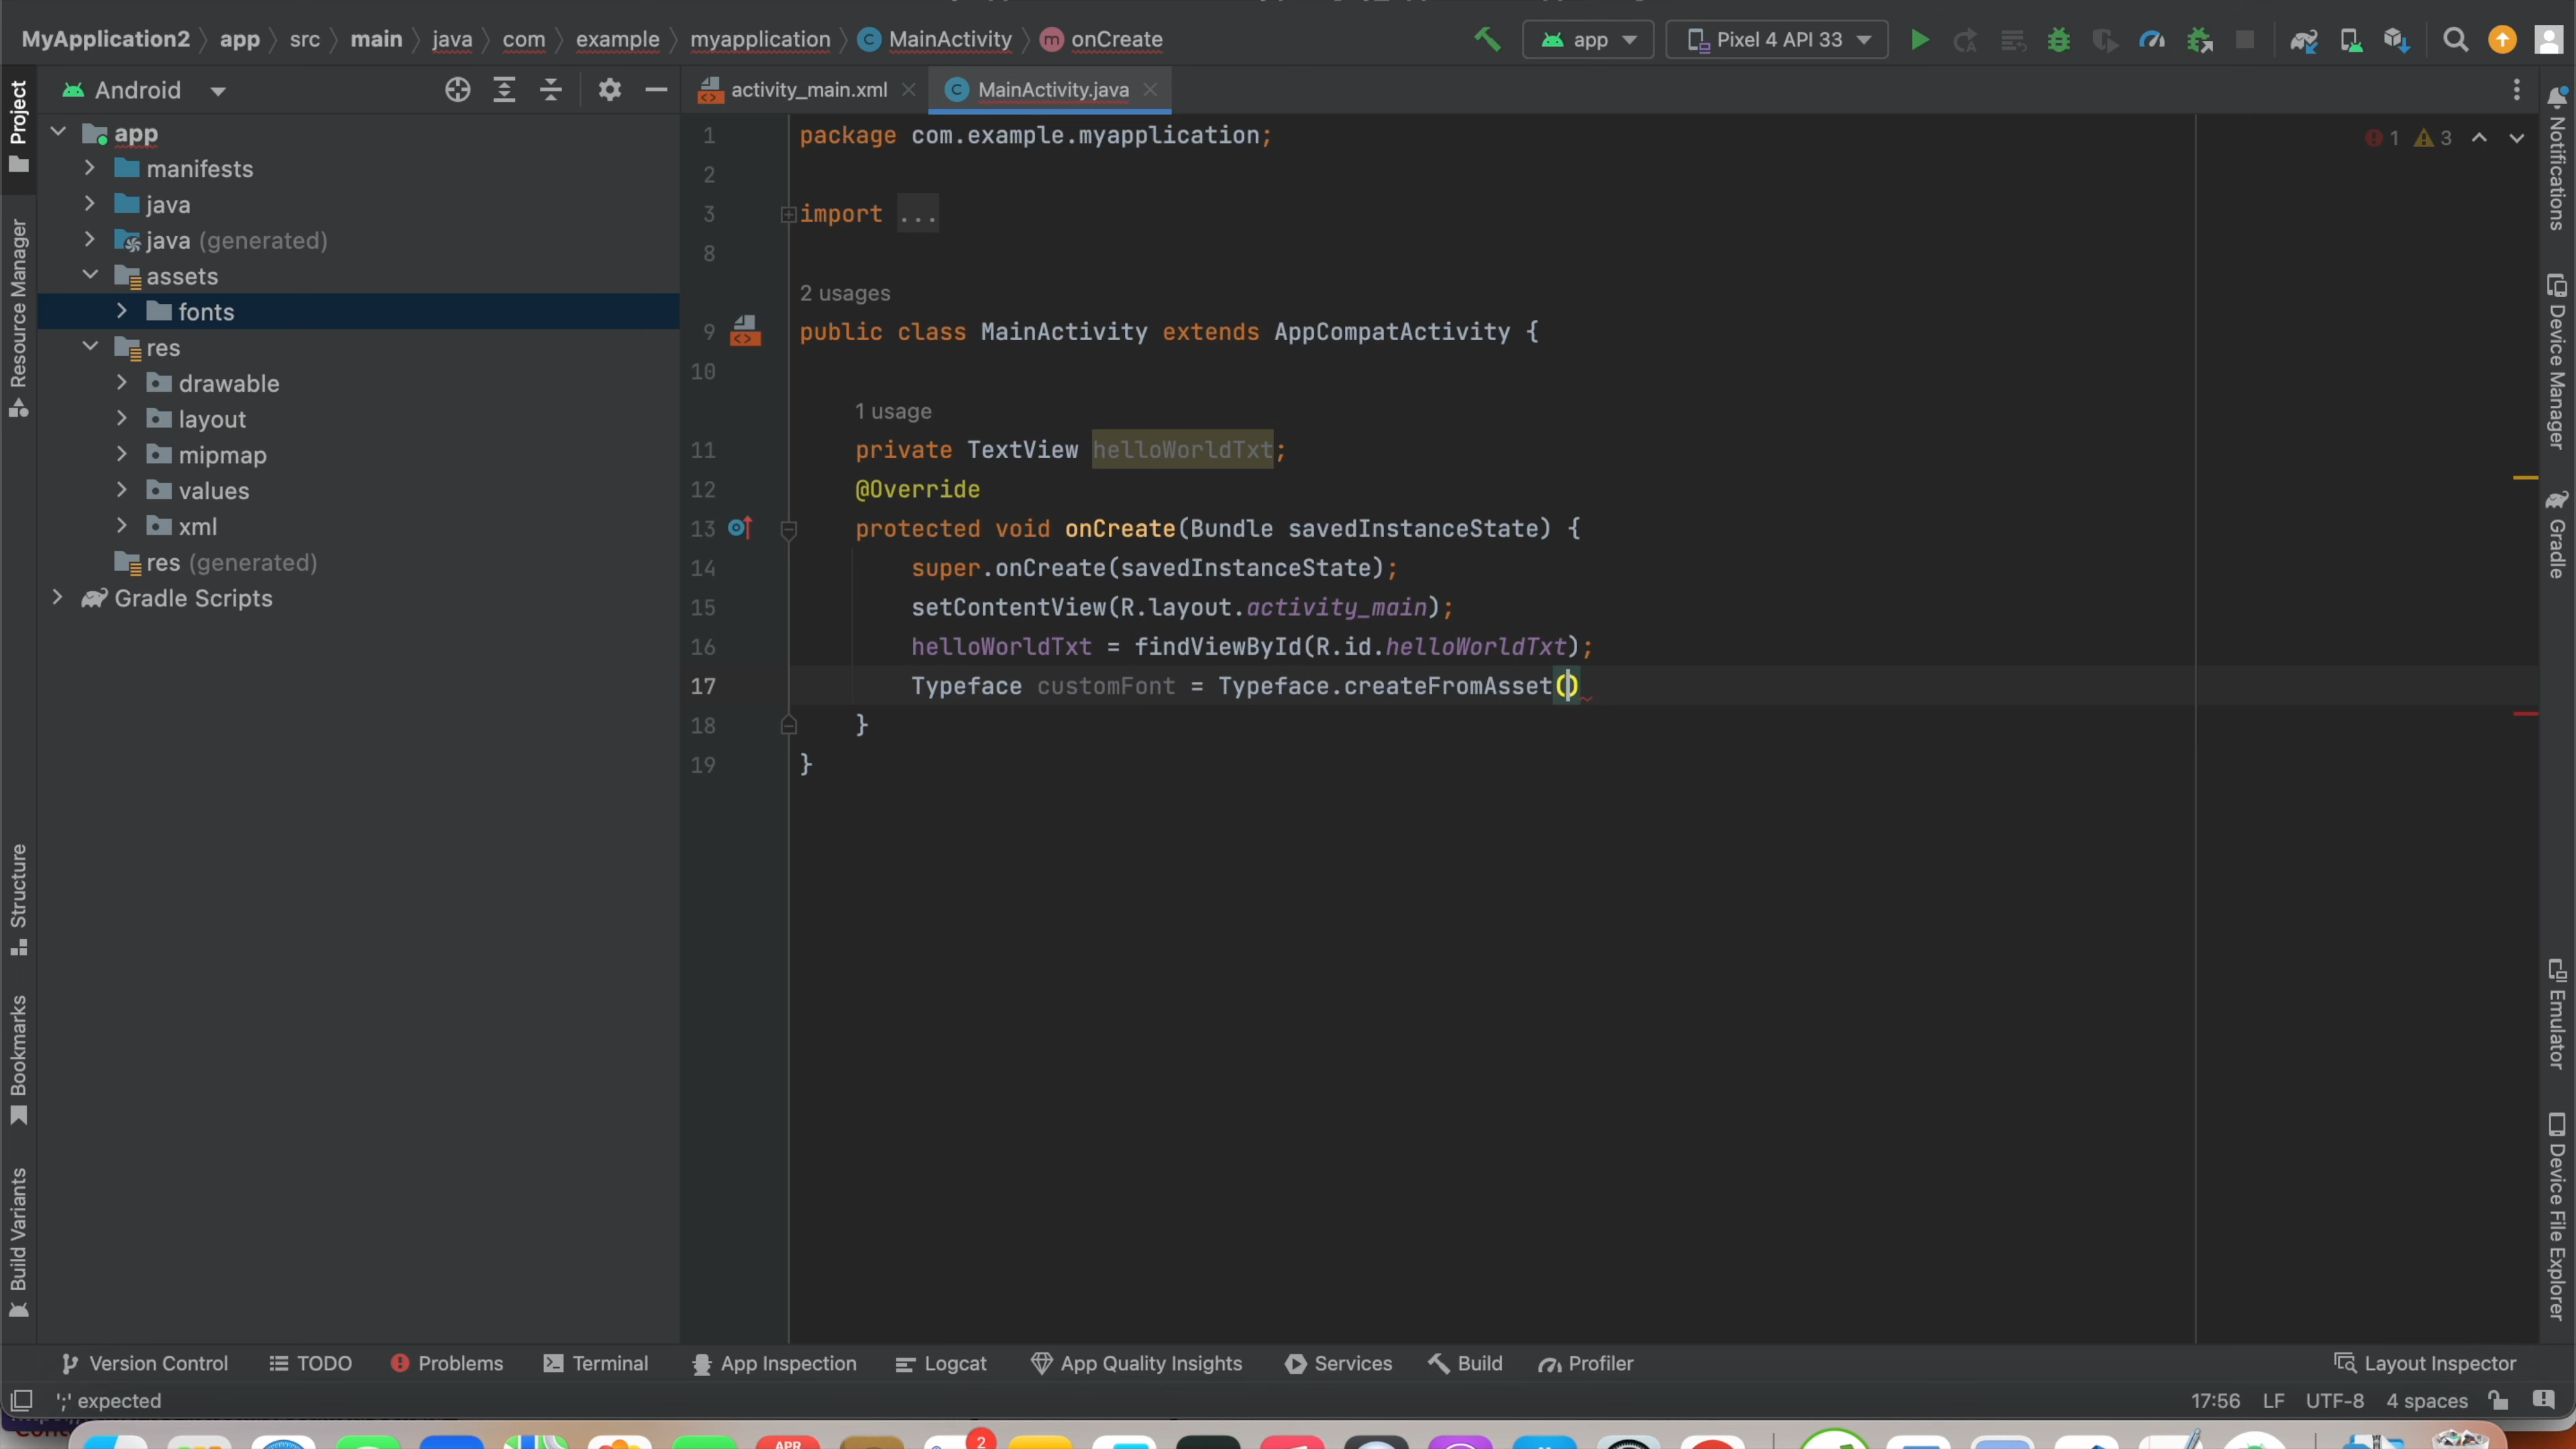 MyApplication2 app src main java com example myapplication MainActivity onCreate
app Pixel 4 API 33
Android
activity_main.xml MainActivity.java
app
manifests
java
java (generated)
assets
fonts
res
drawable
layout
mipmap
values
xml
res (generated)
Gradle Scripts
1 package com.example.myapplication;
2
3 import ...
8
2 usages
9 public class MainActivity extends AppCompatActivity {
10
1 usage
11 private TextView helloWorldTxt;
12 @Override
13 protected void onCreate(Bundle savedInstanceState) {
14 super.onCreate(savedInstanceState);
15 setContentView(R.layout.activity_main);
16 helloWorldTxt = findViewById(R.id.helloWorldTxt);
17 Typeface customFont = Typeface.createFromAsset()
18 }
19 }
1 3
Project
Resource Manager
Structure
Bookmarks
Build Variants
Notifications
Device Manager
Gradle
Emulator
Device File Explorer
Version Control TODO Problems Terminal App Inspection Logcat App Quality Insights Services Build Profiler Layout Inspector
';' expected
17:56 LF UTF-8 4 spaces
APR 2